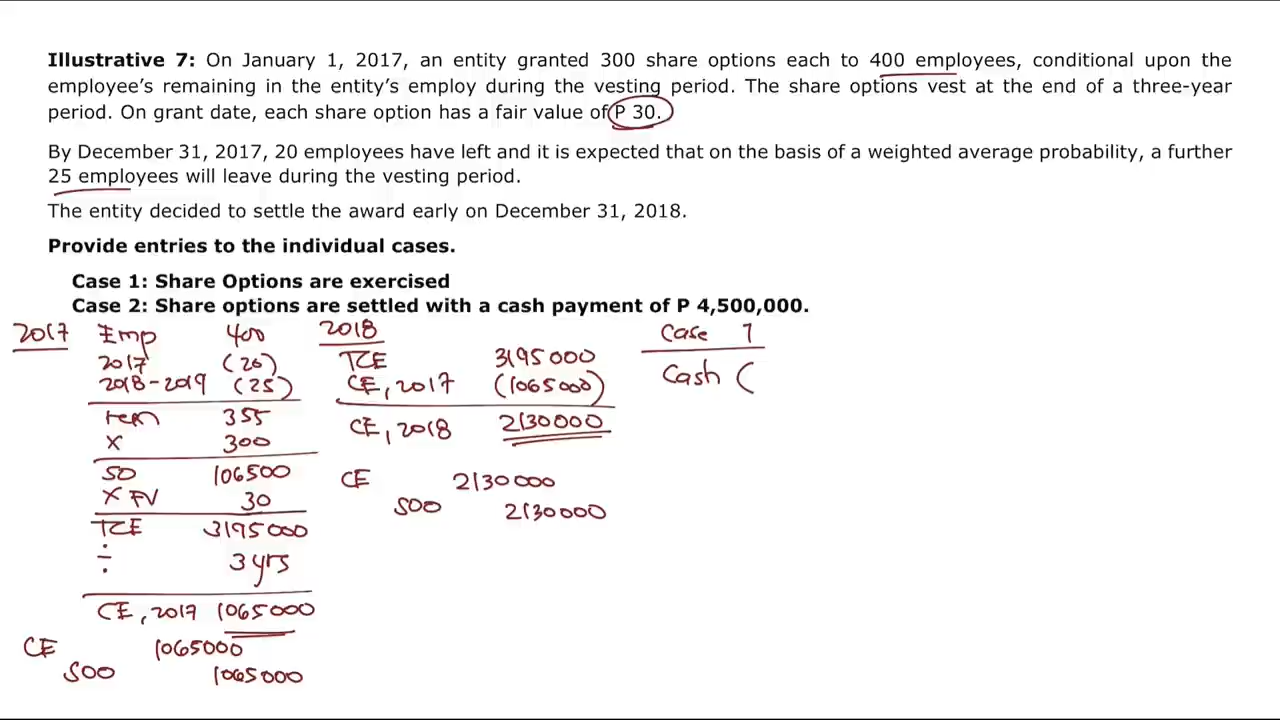 Illustrative 7: On January 1, 2017, an entity granted 300 share options each to 400 employees, conditional upon the
employee's remaining in the entity's employ during the vesting period. The share options vest at the end of a three-year
period. On grant date, each share option has a fair value of P 30.
By December 31, 2017, 20 employees have left and it is expected that on the basis of a weighted average probability, a further
25 employees will leave during the vesting period.
The entity decided to settle the award early on December 31, 2018.
Provide entries to the individual cases.
Case 1: Share Options are exercised
Case 2: Share options are settled with a cash payment of P 4,500,000.
2017 Emp 400
2017 (20)
2018-2019 (25)
rem 355
X 300
SO 106500
X FV 30
TCE 3195000
÷ 3 yrs
CE, 2017 1065000
CE 1065000
SOO 1065000
2018
TCE 3195000
CE, 2017 (1065000)
CE, 2018 2130000
CE 2130000
SOO 2130000
Case 1
Cash (